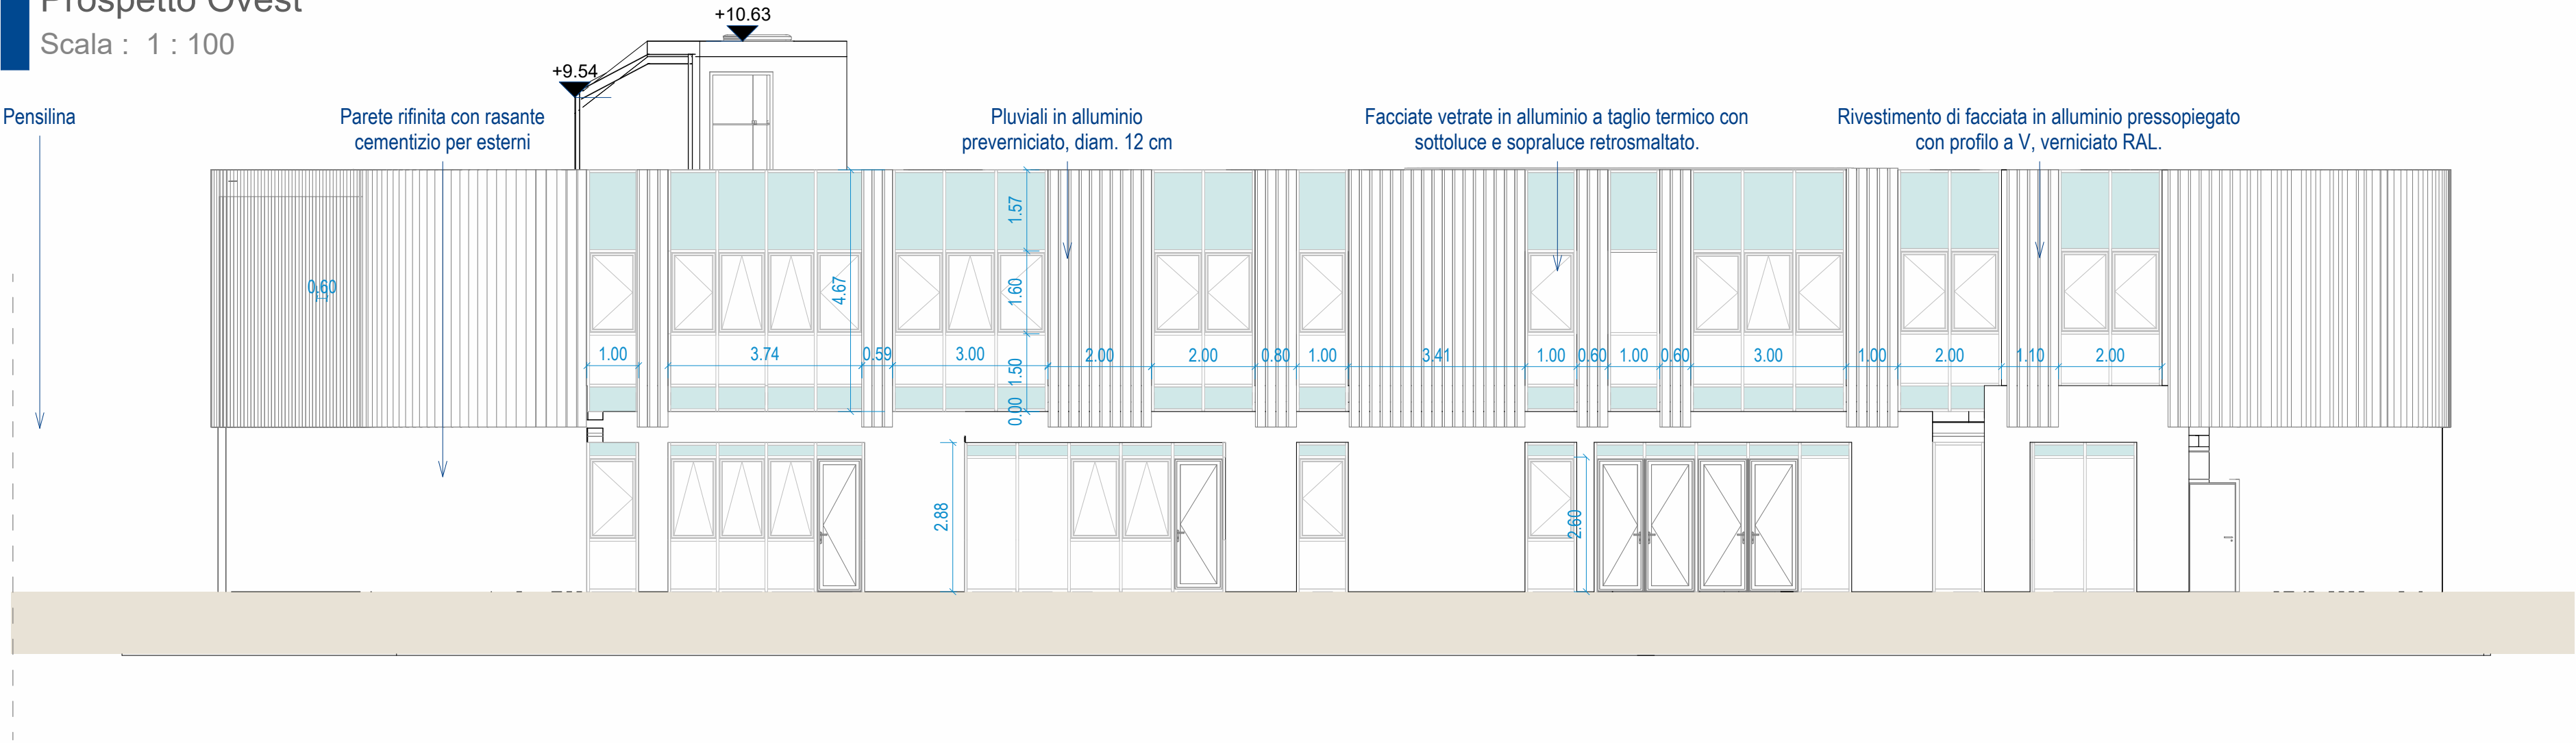 Prospetto Ovest
Scala : 1 : 100
+10.63
+9.54
Pensilina
Parete rifinita con rasante
cementizio per esterni
Pluviali in alluminio
preverniciato, diam. 12 cm
Facciate vetrate in alluminio a taglio termico con
sottoluce e sopraluce retrosmaltato.
Rivestimento di facciata in alluminio pressopiegato
con profilo a V, verniciato RAL.
0.60
4.67
1.57
1.60
1.50
0.00
1.00
3.74
0.59
3.00
2.00
2.00
0.80
1.00
3.41
1.00
0.60
1.00
0.60
3.00
1.00
2.00
1.10
2.00
2.88
2.60